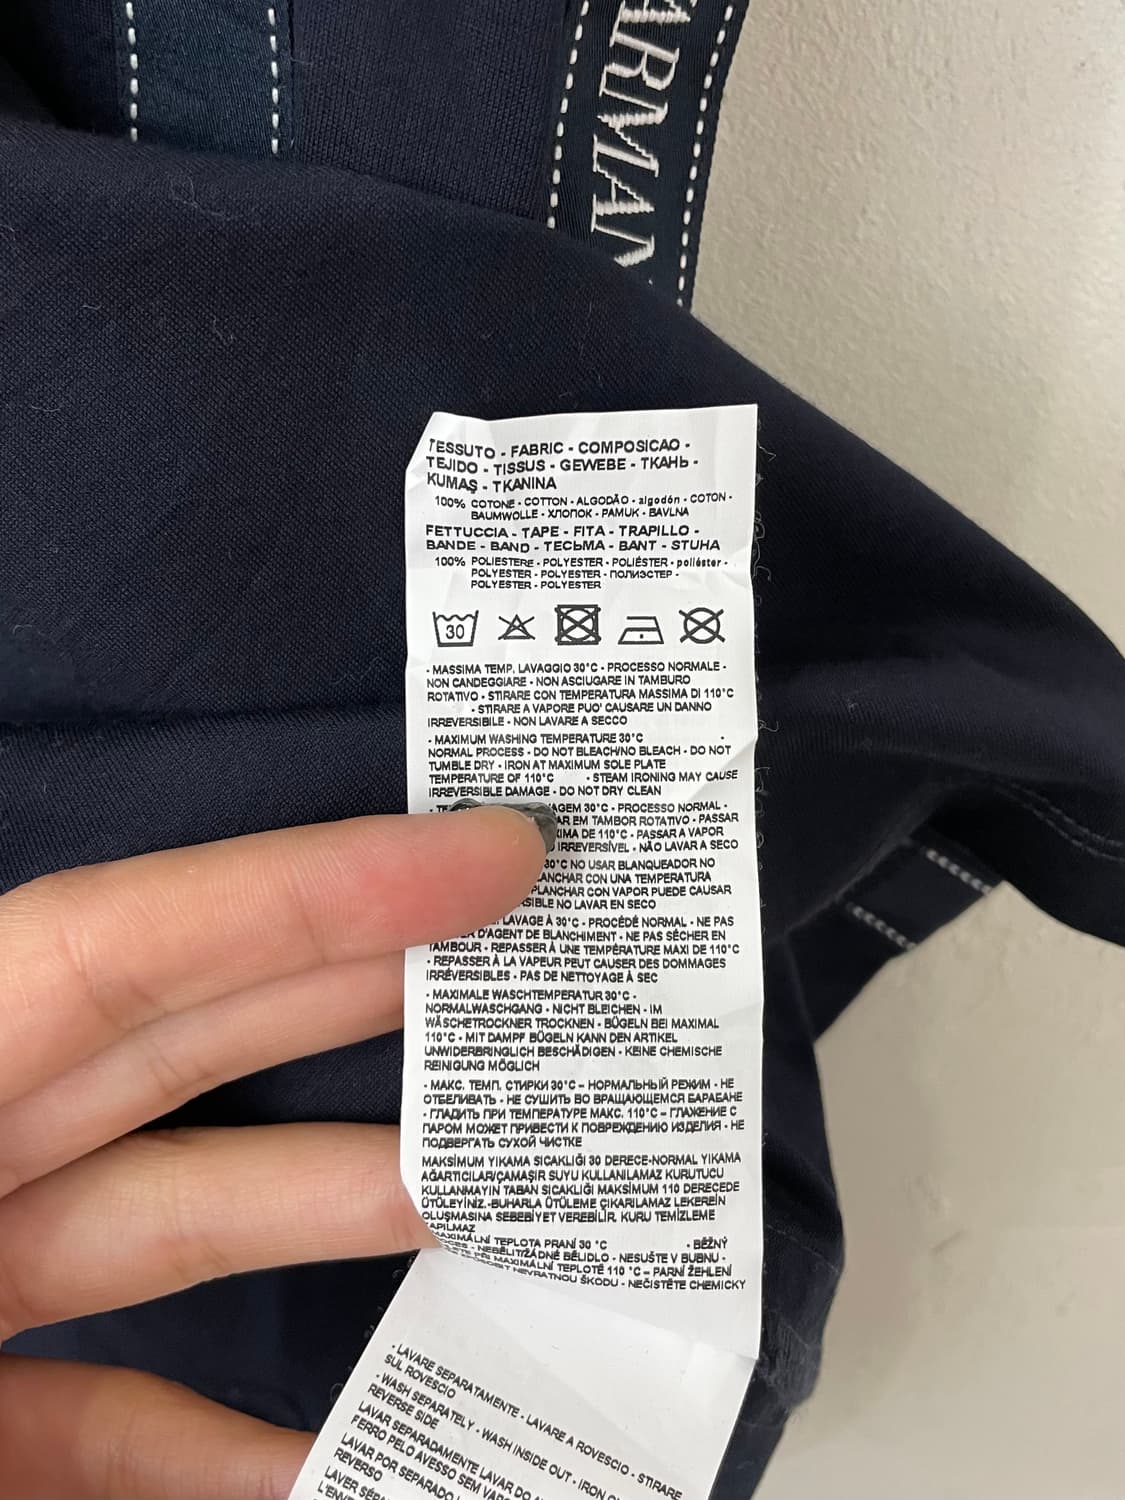 ARMAN
TESSUTO - FABRIC - COMPOSICAO -
TEJIDO - TISSUS - GEWEBE - ТКАНЬ -
KUMAŞ - TKANINA
100% COTONE - COTTON - ALGODÃO - algodón - COTON -
BAUMWOLLE - ХЛОПОК - PAMUK - BAVLNA
FETTUCCIA - TAPE - FITA - TRAPILLO -
BANDE - BAND - ТЕСЬМА - BANT - STUHA
100% POLIESTERE - POLYESTER - POLIÉSTER - poliéster -
POLYESTER - POLYESTER - ПОЛИЭСТЕР -
POLYESTER - POLYESTER
30
- MASSIMA TEMP. LAVAGGIO 30°C - PROCESSO NORMALE -
NON CANDEGGIARE - NON ASCIUGARE IN TAMBURO
ROTATIVO - STIRARE CON TEMPERATURA MASSIMA DI 110°C
- STIRARE A VAPORE PUO' CAUSARE UN DANNO
IRREVERSIBILE - NON LAVARE A SECCO
- MAXIMUM WASHING TEMPERATURE 30°C -
NORMAL PROCESS - DO NOT BLEACH/NO BLEACH - DO NOT
TUMBLE DRY - IRON AT MAXIMUM SOLE PLATE
TEMPERATURE OF 110°C - STEAM IRONING MAY CAUSE
IRREVERSIBLE DAMAGE - DO NOT DRY CLEAN
30°C - PROCESSO NORMAL -
EM TAMBOR ROTATIVO - PASSAR
DE 110°C - PASSAR A VAPOR
IRREVERSÍVEL - NÃO LAVAR A SECO
30°C NO USAR BLANQUEADOR NO
CON UNA TEMPERATURA
PLANCHAR CON VAPOR PUEDE CAUSAR
NO LAVAR EN SECO
LAVAGE À 30°C - PROCÉDÉ NORMAL - NE PAS
D'AGENT DE BLANCHIMENT - NE PAS SÉCHER EN
TAMBOUR - REPASSER À UNE TEMPÉRATURE MAXI DE 110°C
- REPASSER À LA VAPEUR PEUT CAUSER DES DOMMAGES
IRRÉVERSIBLES - PAS DE NETTOYAGE À SEC
- MAXIMALE WASCHTEMPERATUR 30°C -
NORMALWASCHGANG - NICHT BLEICHEN - IM
WÄSCHETROCKNER TROCKNEN - BÜGELN BEI MAXIMAL
110°C - MIT DAMPF BÜGELN KANN DEN ARTIKEL
UNWIDERBRINGLICH BESCHÄDIGEN - KEINE CHEMISCHE
REINIGUNG MÖGLICH
- МАКС. ТЕМП. СТИРКИ 30°C – НОРМАЛЬНЫЙ РЕЖИМ - НЕ
ОТБЕЛИВАТЬ - НЕ СУШИТЬ ВО ВРАЩАЮЩЕМСЯ БАРАБАНЕ
- ГЛАДИТЬ ПРИ ТЕМПЕРАТУРЕ МАКС. 110°C – ГЛАЖЕНИЕ С
ПАРОМ МОЖЕТ ПРИВЕСТИ К ПОВРЕЖДЕНИЮ ИЗДЕЛИЯ - НЕ
ПОДВЕРГАТЬ СУХОЙ ЧИСТКЕ
MAKSİMUM YIKAMA SICAKLIĞI 30 DERECE-NORMAL YIKAMA
AĞARTICILAR/ÇAMAŞIR SUYU KULLANILAMAZ KURUTUCU
KULLANMAYIN TABAN SICAKLIĞI MAKSİMUM 110 DERECEDE
ÜTÜLEYİNİZ.-BUHARLA ÜTÜLEME ÇIKARILAMAZ LEKEREİN
OLUŞMASINA SEBEBİYET VEREBİLİR. KURU TEMİZLEME
YAPILMAZ
MAXIMÁLNÍ TEPLOTA PRANÍ 30 °C - BĚŽNÝ
- NEBĚLIT/ŽÁDNÉ BĚLIDLO - NESUŠTE V BUBNU -
PŘI MAXIMÁLNÍ TEPLOTĚ 110 °C – PARNÍ ŽEHLENÍ
NEVRATNOU ŠKODU - NEČISTĚTE CHEMICKY
- LAVARE SEPARATAMENTE - LAVARE A ROVESCIO - STIRARE
SUL ROVESCIO
- WASH SEPARATELY - WASH INSIDE OUT - IRON
REVERSE SIDE
LAVAR SEPARADAMENTE LAVAR DO
FERRO PELO AVESSO SEM
LAVAR POR SEPARADO
REVERSO
LAVER